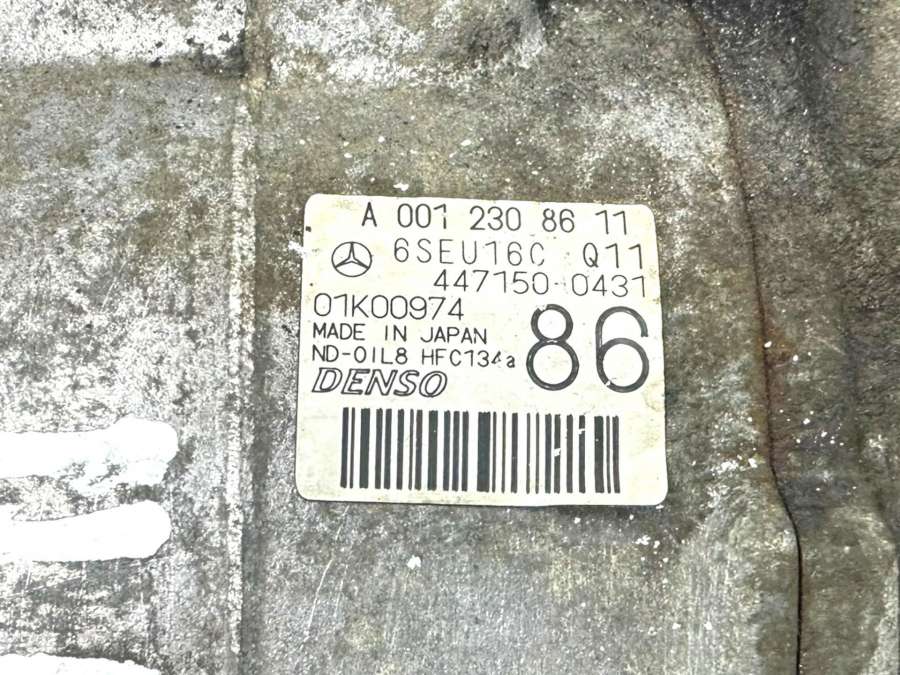 A 001 230 86 11
6SEU16C Q11
447150-0431
01K00974
MADE IN JAPAN
ND-OIL8 HFC134a
86
DENSO